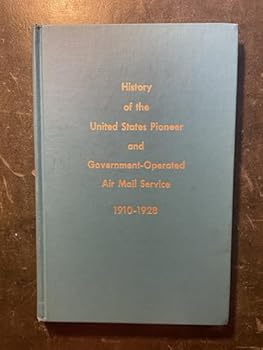 History
of the
United States Pioneer
and
Government-Operated
Air Mail Service
1910-1928